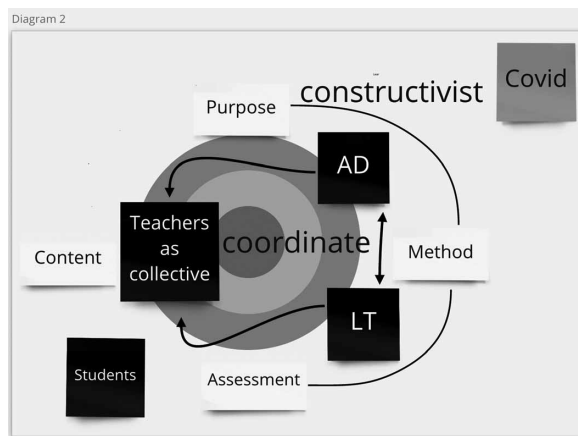 Diagram 2
constructivist
Covid
Purpose
AD
Teachers
as
collective
coordinate
Content
Method
LT
Students
Assessment